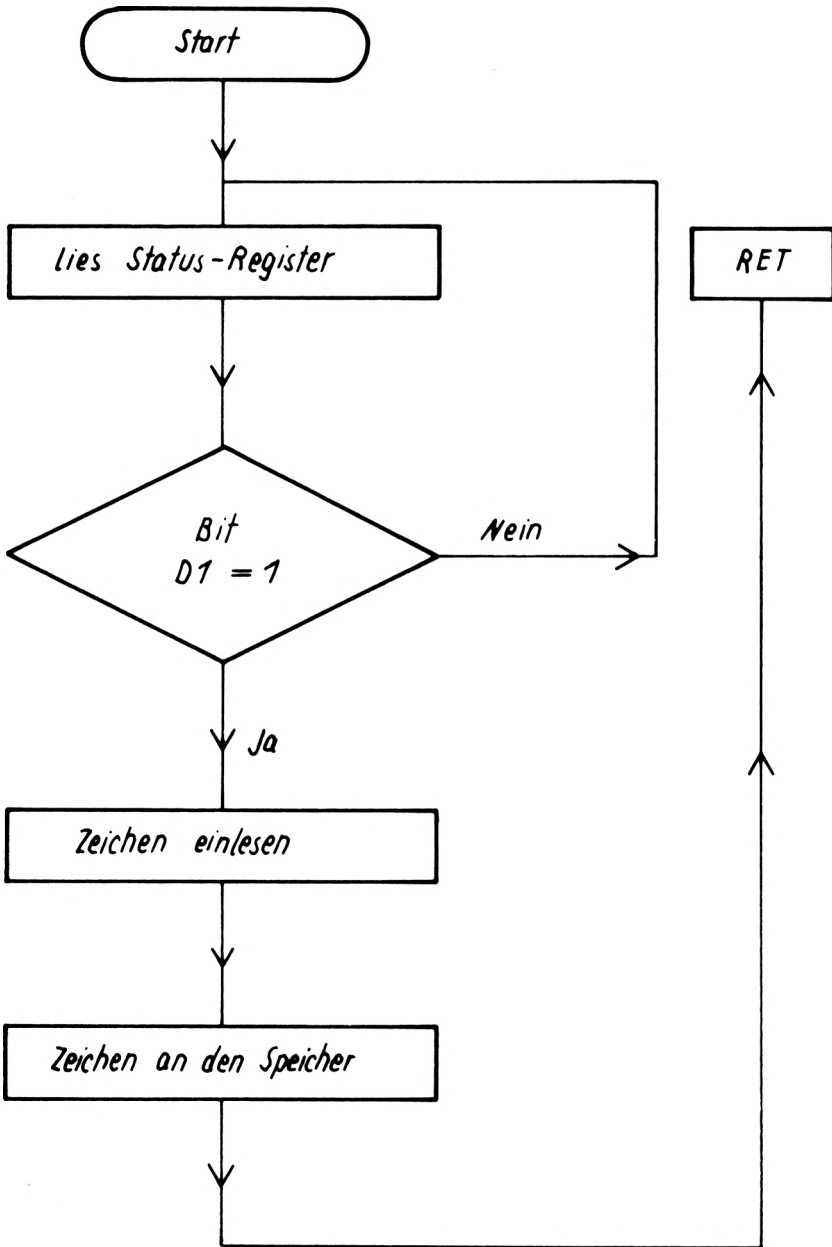 Start
lies Status-Register
RET
Bit
D1 = 1
Nein
Ja
Zeichen einlesen
Zeichen an den Speicher